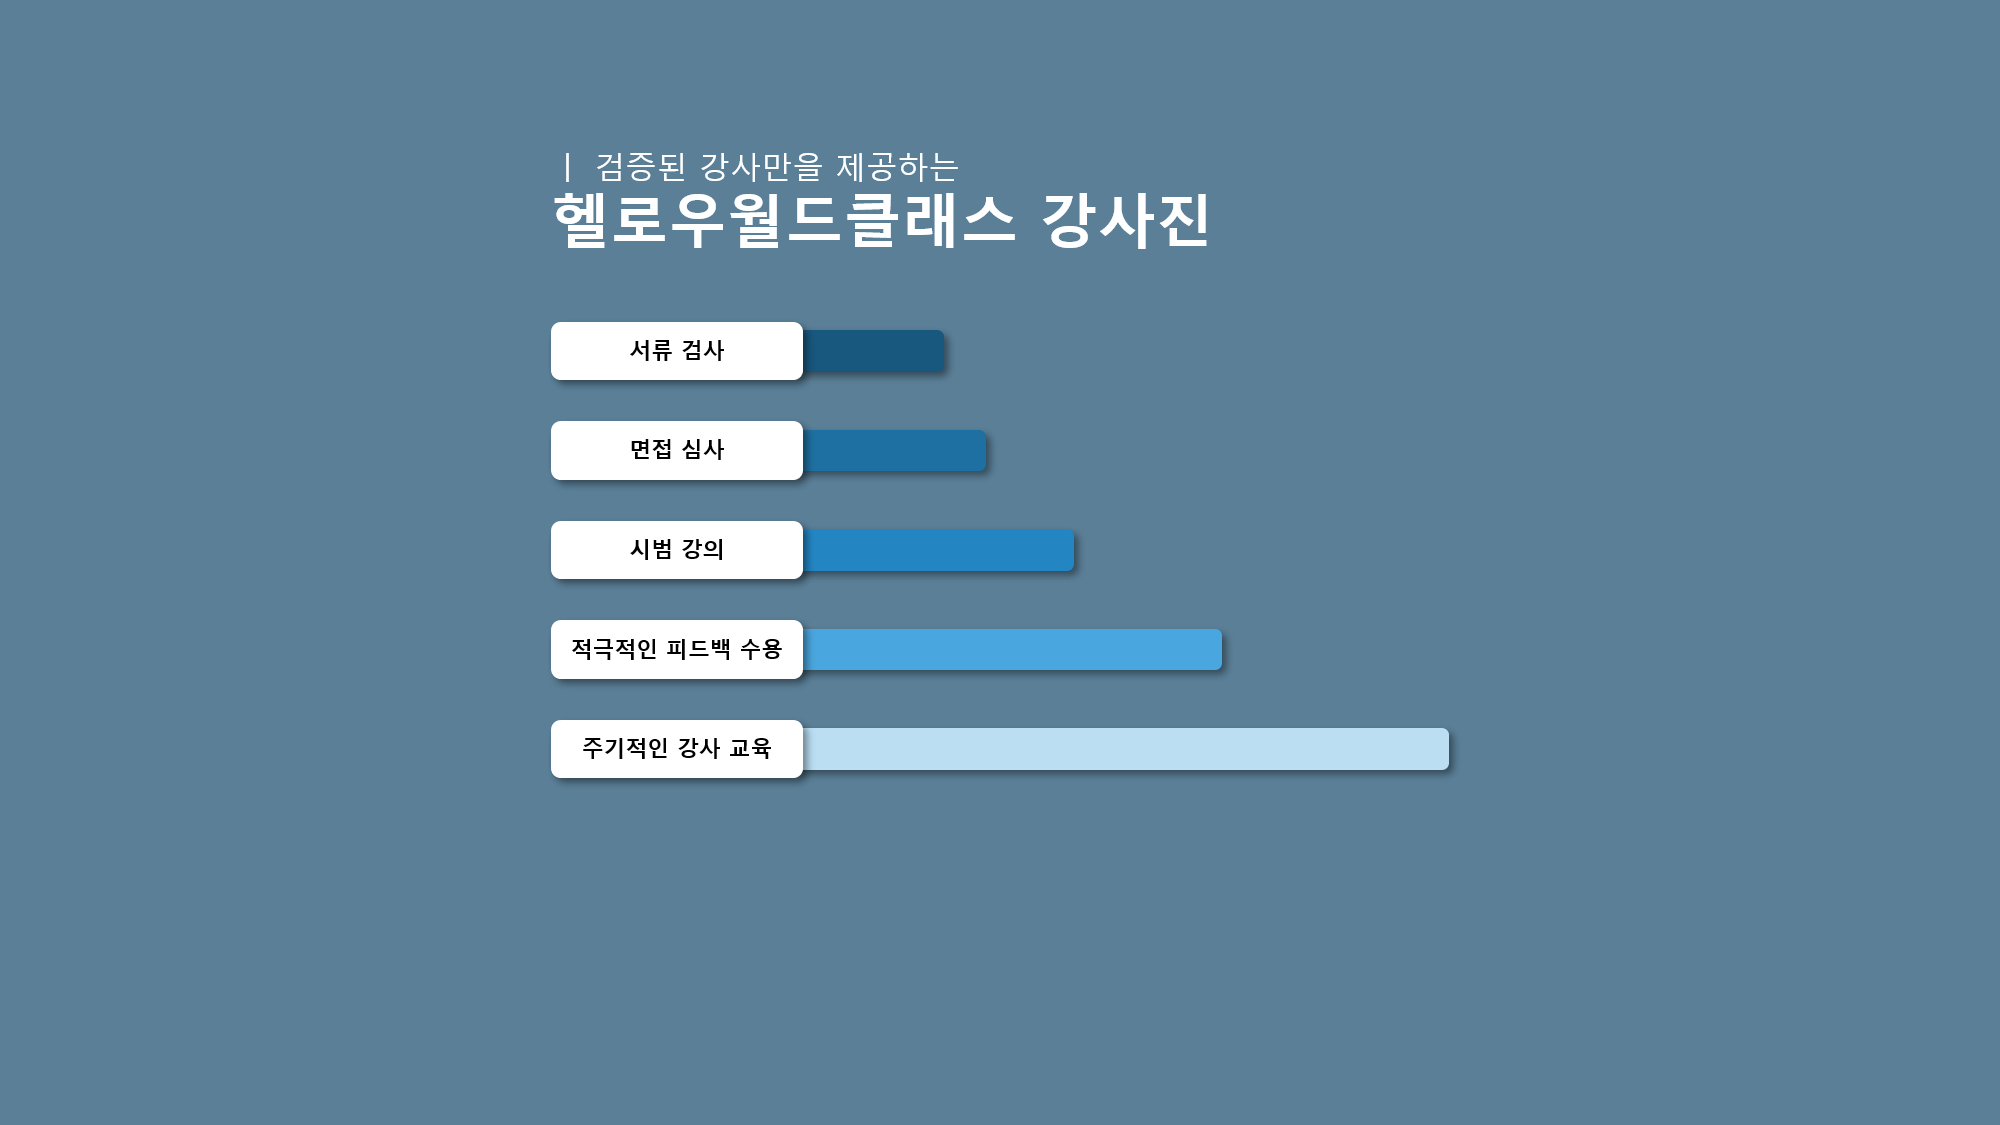 | 검증된 강사만을 제공하는
헬로우월드클래스 강사진
서류 검사
면접 심사
시범 강의
적극적인 피드백 수용
주기적인 강사 교육